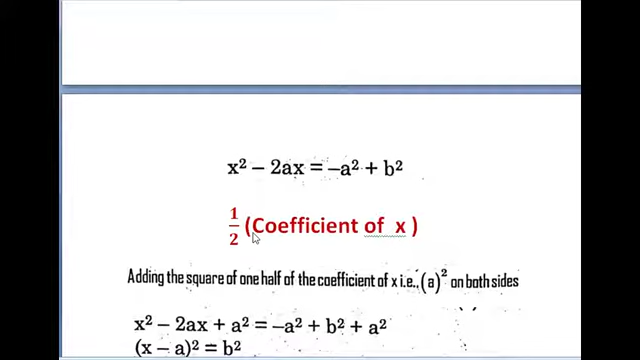 x² − 2ax = −a² + b²
1/2 (Coefficient of x )
Adding the square of one half of the coefficient of x i.e., (a)² on both sides
x² − 2ax + a² = −a² + b² + a²
(x − a)² = b²